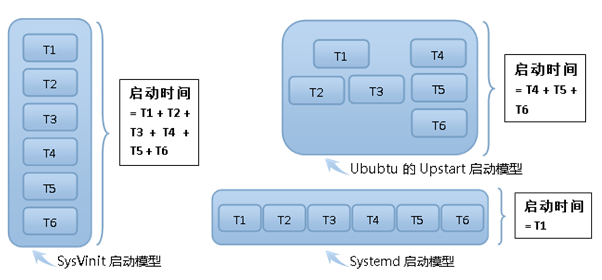 T1
T2
T3
T4
T5
T6
启动时间
= T1 + T2 +
T3 + T4 +
T5 + T6
SysVinit 启动模型
T1
T4
T2
T3
T5
T6
启动时间
= T4 + T5 +
T6
Ububtu 的 Upstart 启动模型
T1 T2 T3 T4 T5 T6
启动时间
= T1
Systemd 启动模型